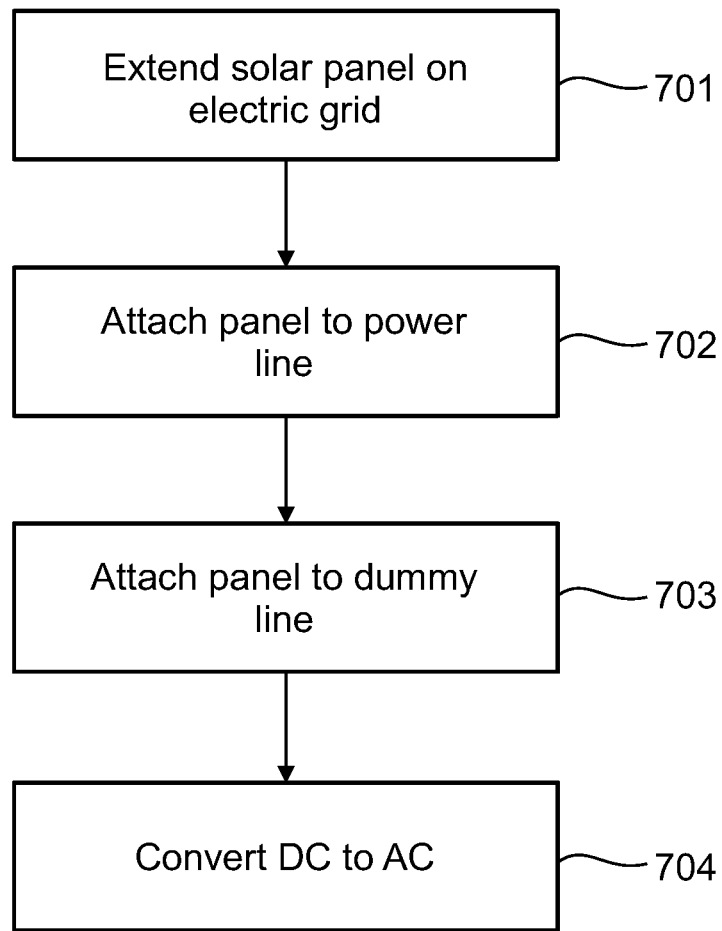 Extend solar panel on
electric grid
701
Attach panel to power
line
702
Attach panel to dummy
line
703
Convert DC to AC
704